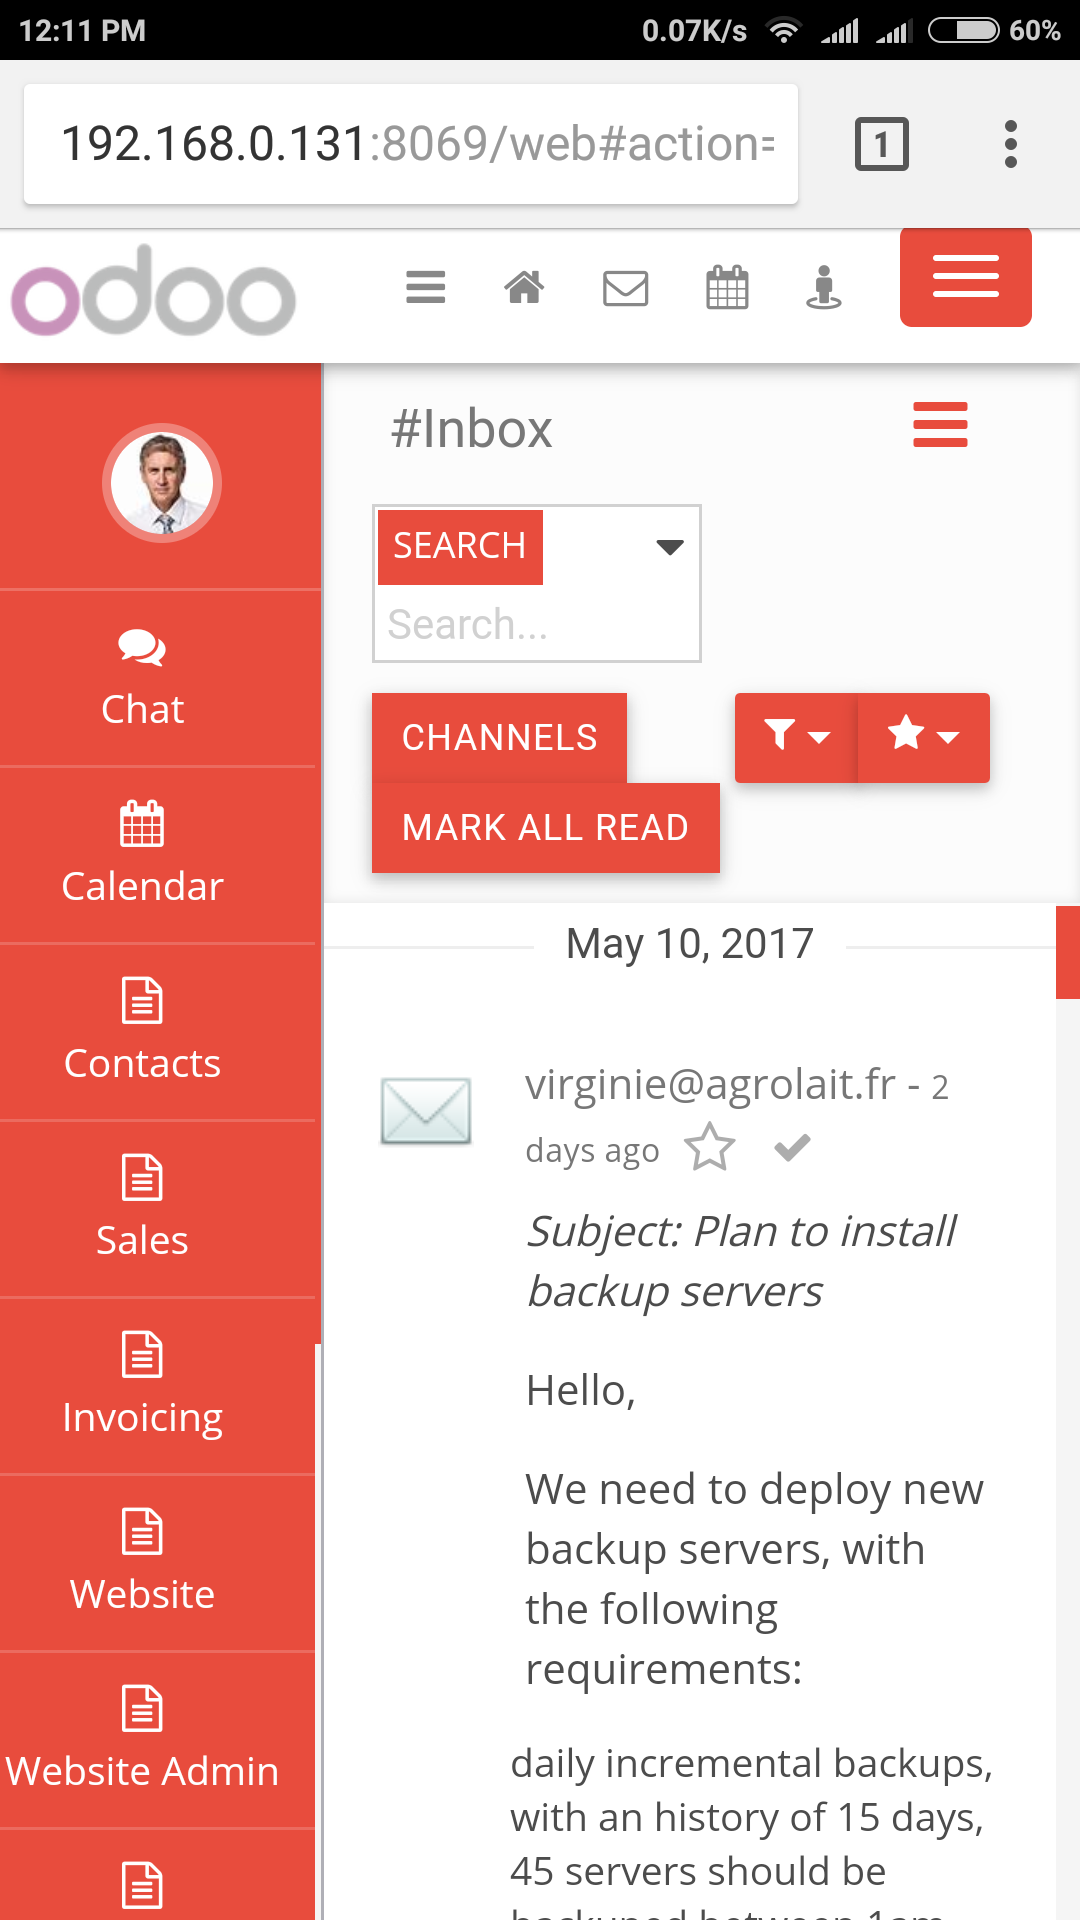 12:11 PM 0.07K/s 60%
192.168.0.131:8069/web#action=
1
odoo
#Inbox
SEARCH
Search...
CHANNELS
MARK ALL READ
Chat
Calendar
Contacts
Sales
Invoicing
Website
Website Admin
May 10, 2017
virginie@agrolait.fr - 2
days ago
Subject: Plan to install
backup servers
Hello,
We need to deploy new
backup servers, with
the following
requirements:
daily incremental backups,
with an history of 15 days,
45 servers should be